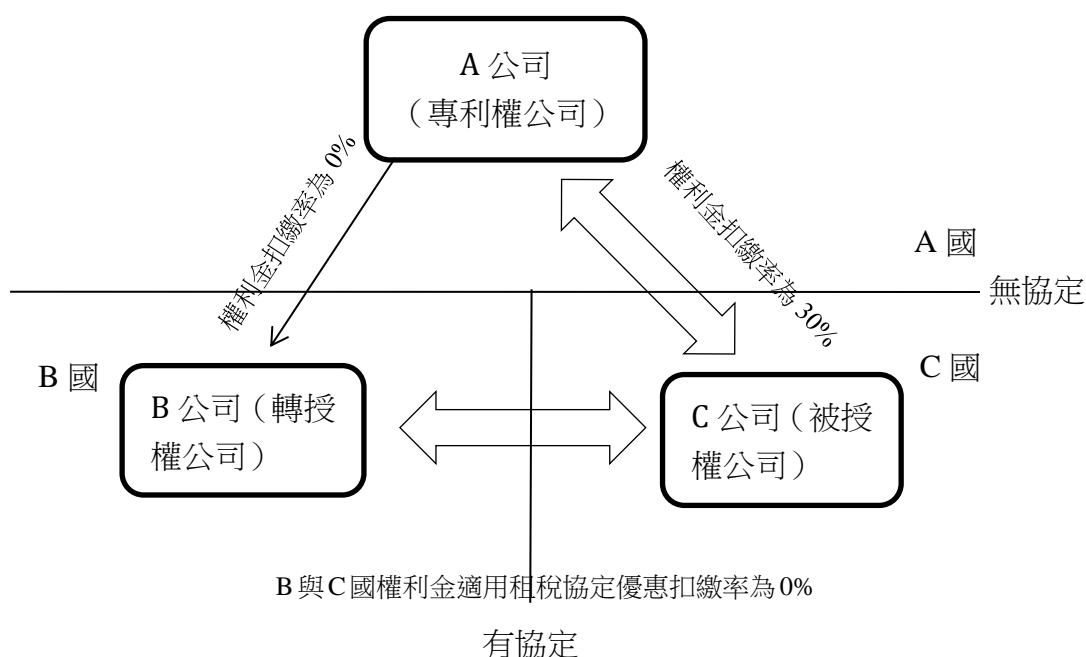 A 公司
（專利權公司）
權利金扣繳率為 0%
權利金扣繳率為 30%
A 國
無協定
B 國
C 國
B 公司（轉授
權公司）
C 公司（被授
權公司）
B 與 C 國權利金適用租稅協定優惠扣繳率為 0%
有協定